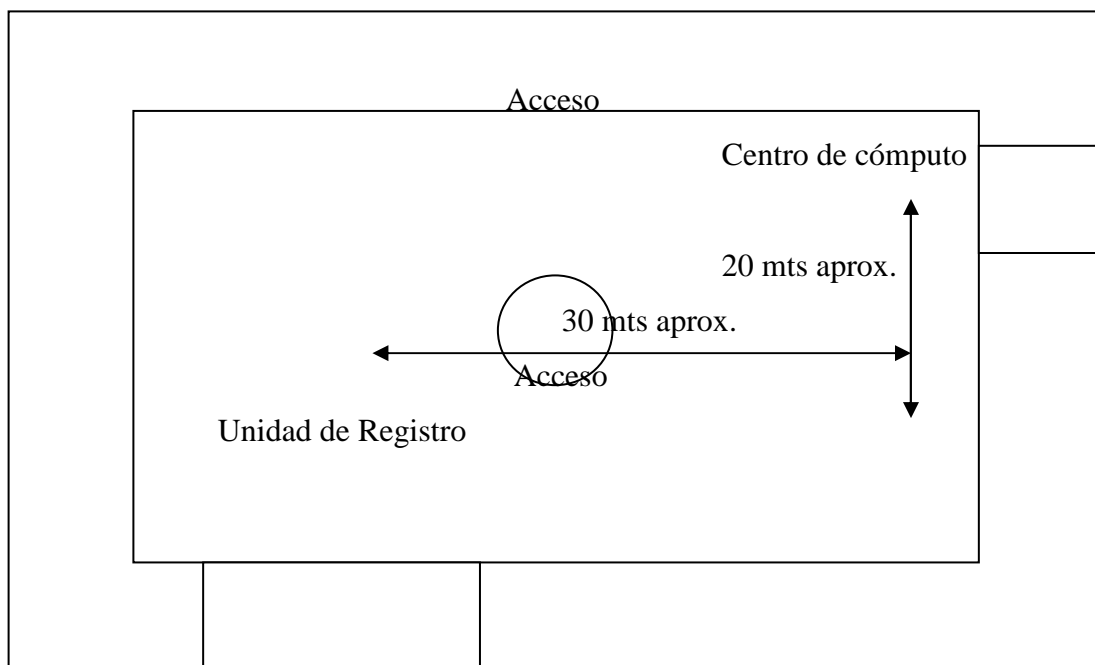 Acceso
Centro de cómputo
20 mts aprox.
30 mts aprox.
Acceso
Unidad de Registro